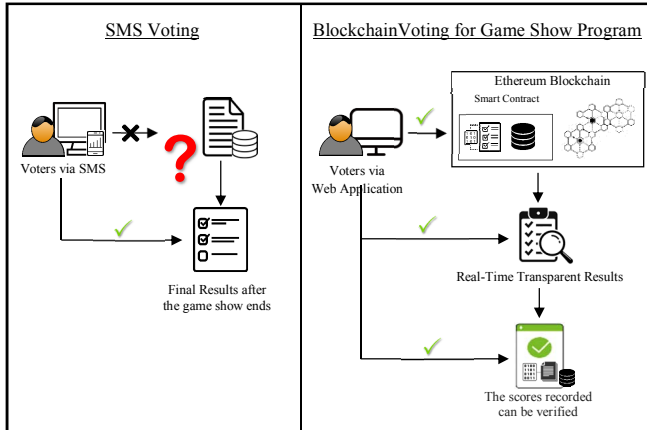 SMS Voting
Voters via SMS
?
Final Results after
the game show ends
BlockchainVoting for Game Show Program
Ethereum Blockchain
Smart Contract
Voters via
Web Application
Real-Time Transparent Results
The scores recorded
can be verified